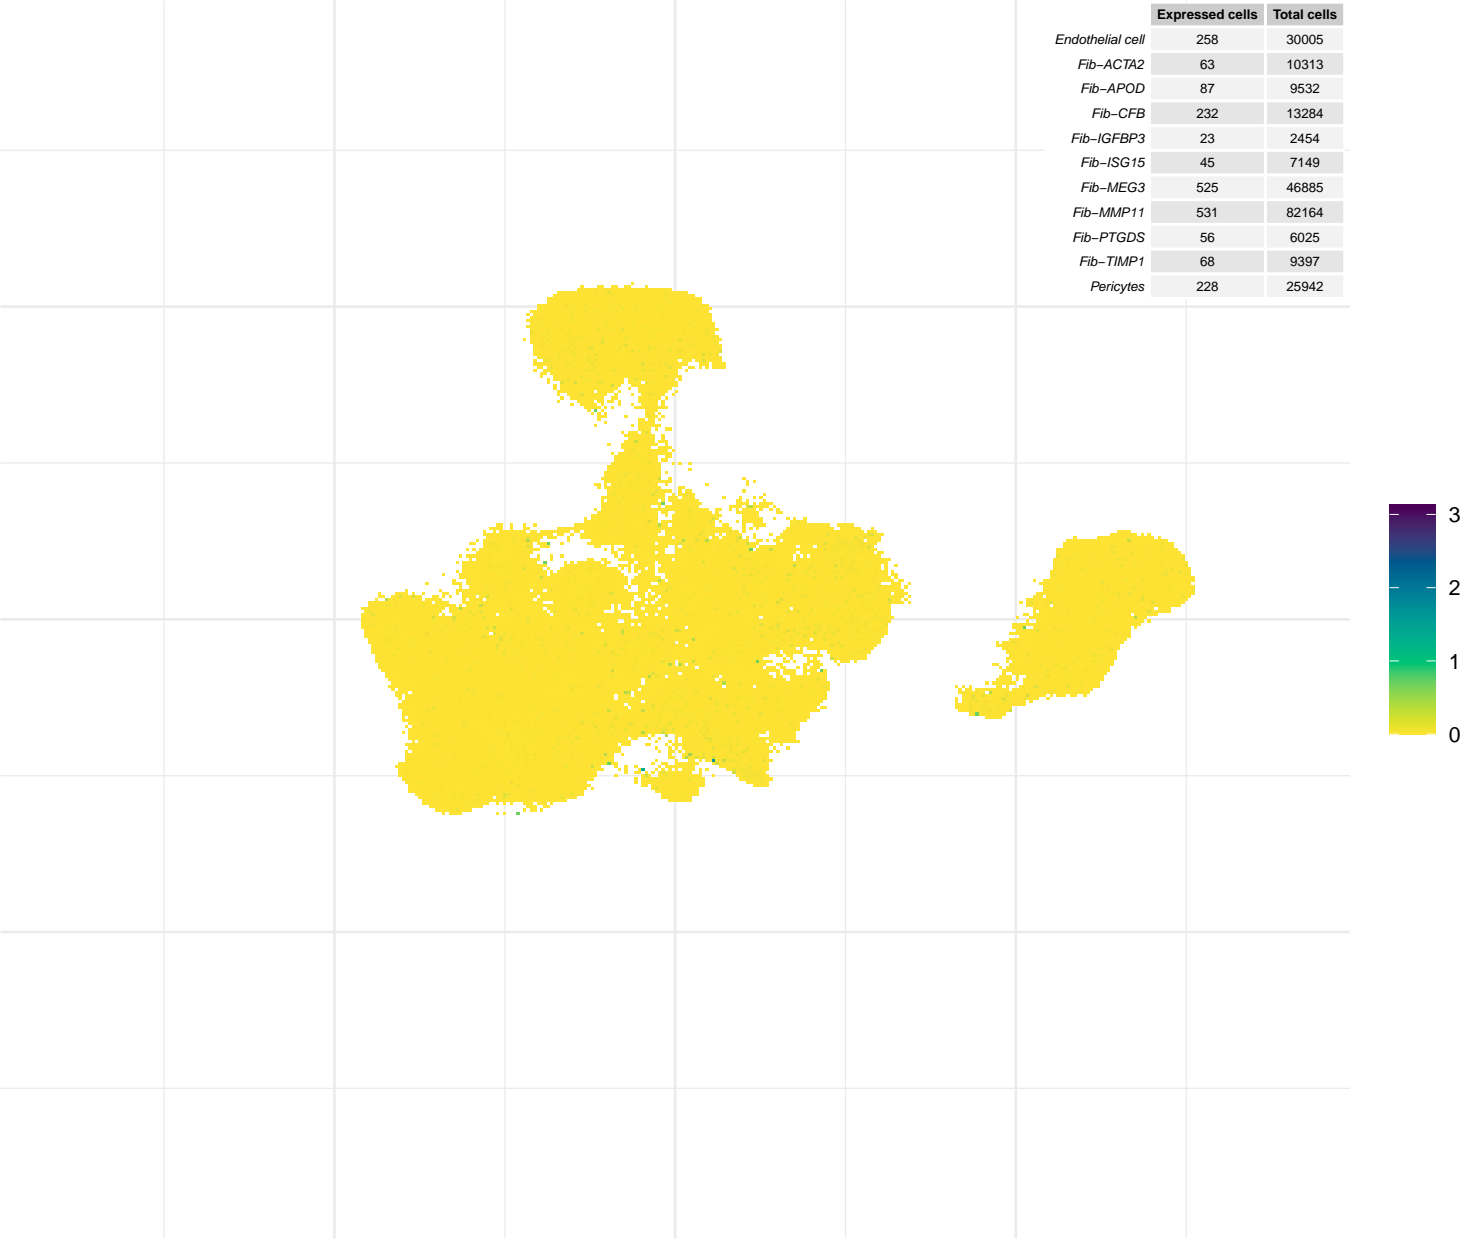 Expressed cells Total cells
Endothelial cell 258 30005
Fib−ACTA2 63 10313
Fib−APOD 87 9532
Fib−CFB 232 13284
Fib−IGFBP3 23 2454
Fib−ISG15 45 7149
Fib−MEG3 525 46885
Fib−MMP11 531 82164
Fib−PTGDS 56 6025
Fib−TIMP1 68 9397
Pericytes 228 25942
3
2
1
0